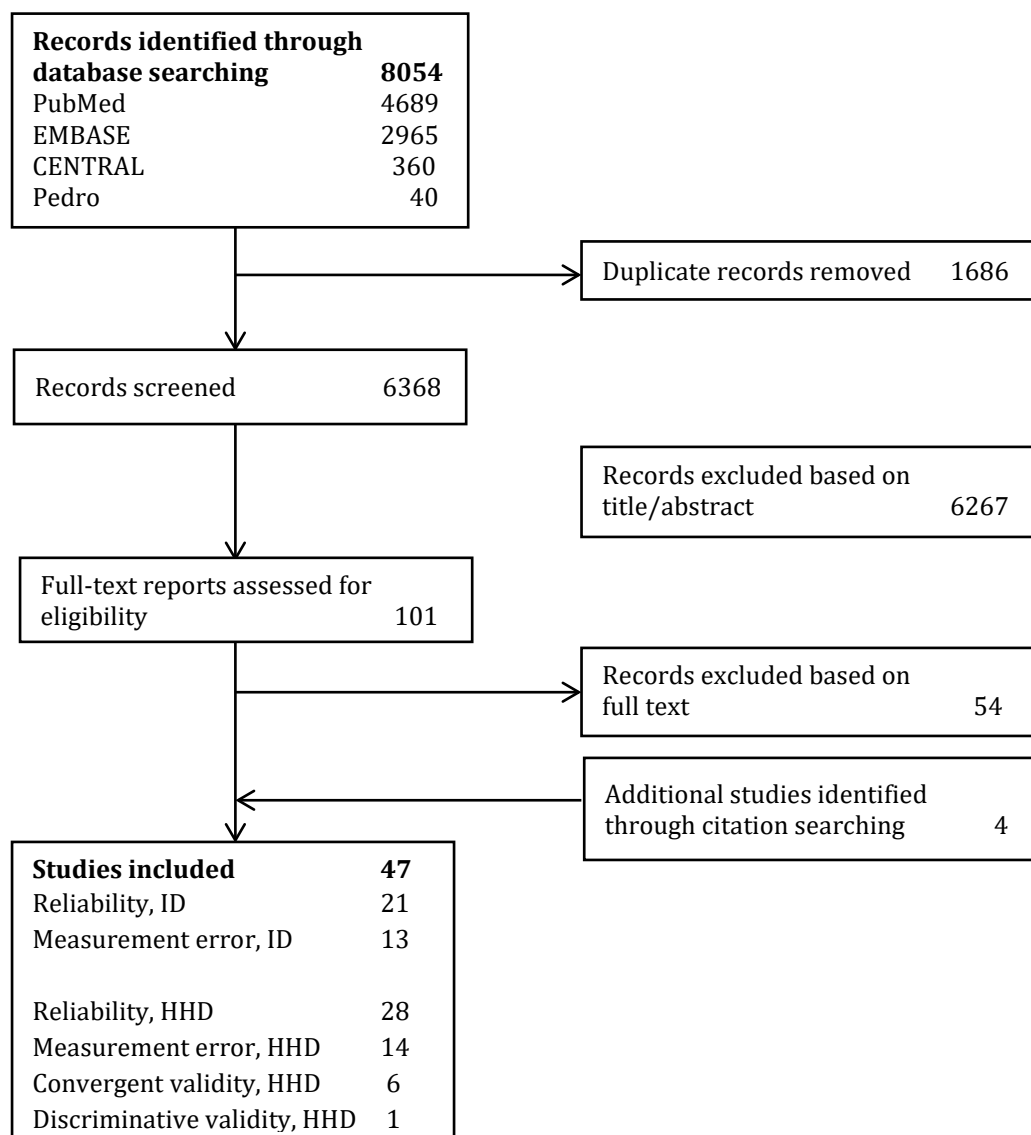 Records identified through
database searching 8054
PubMed 4689
EMBASE 2965
CENTRAL 360
Pedro 40
Duplicate records removed 1686
Records screened 6368
Records excluded based on
title/abstract 6267
Full-text reports assessed for
eligibility 101
Records excluded based on
full text 54
Additional studies identified
through citation searching 4
Studies included 47
Reliability, ID 21
Measurement error, ID 13
Reliability, HHD 28
Measurement error, HHD 14
Convergent validity, HHD 6
Discriminative validity, HHD 1